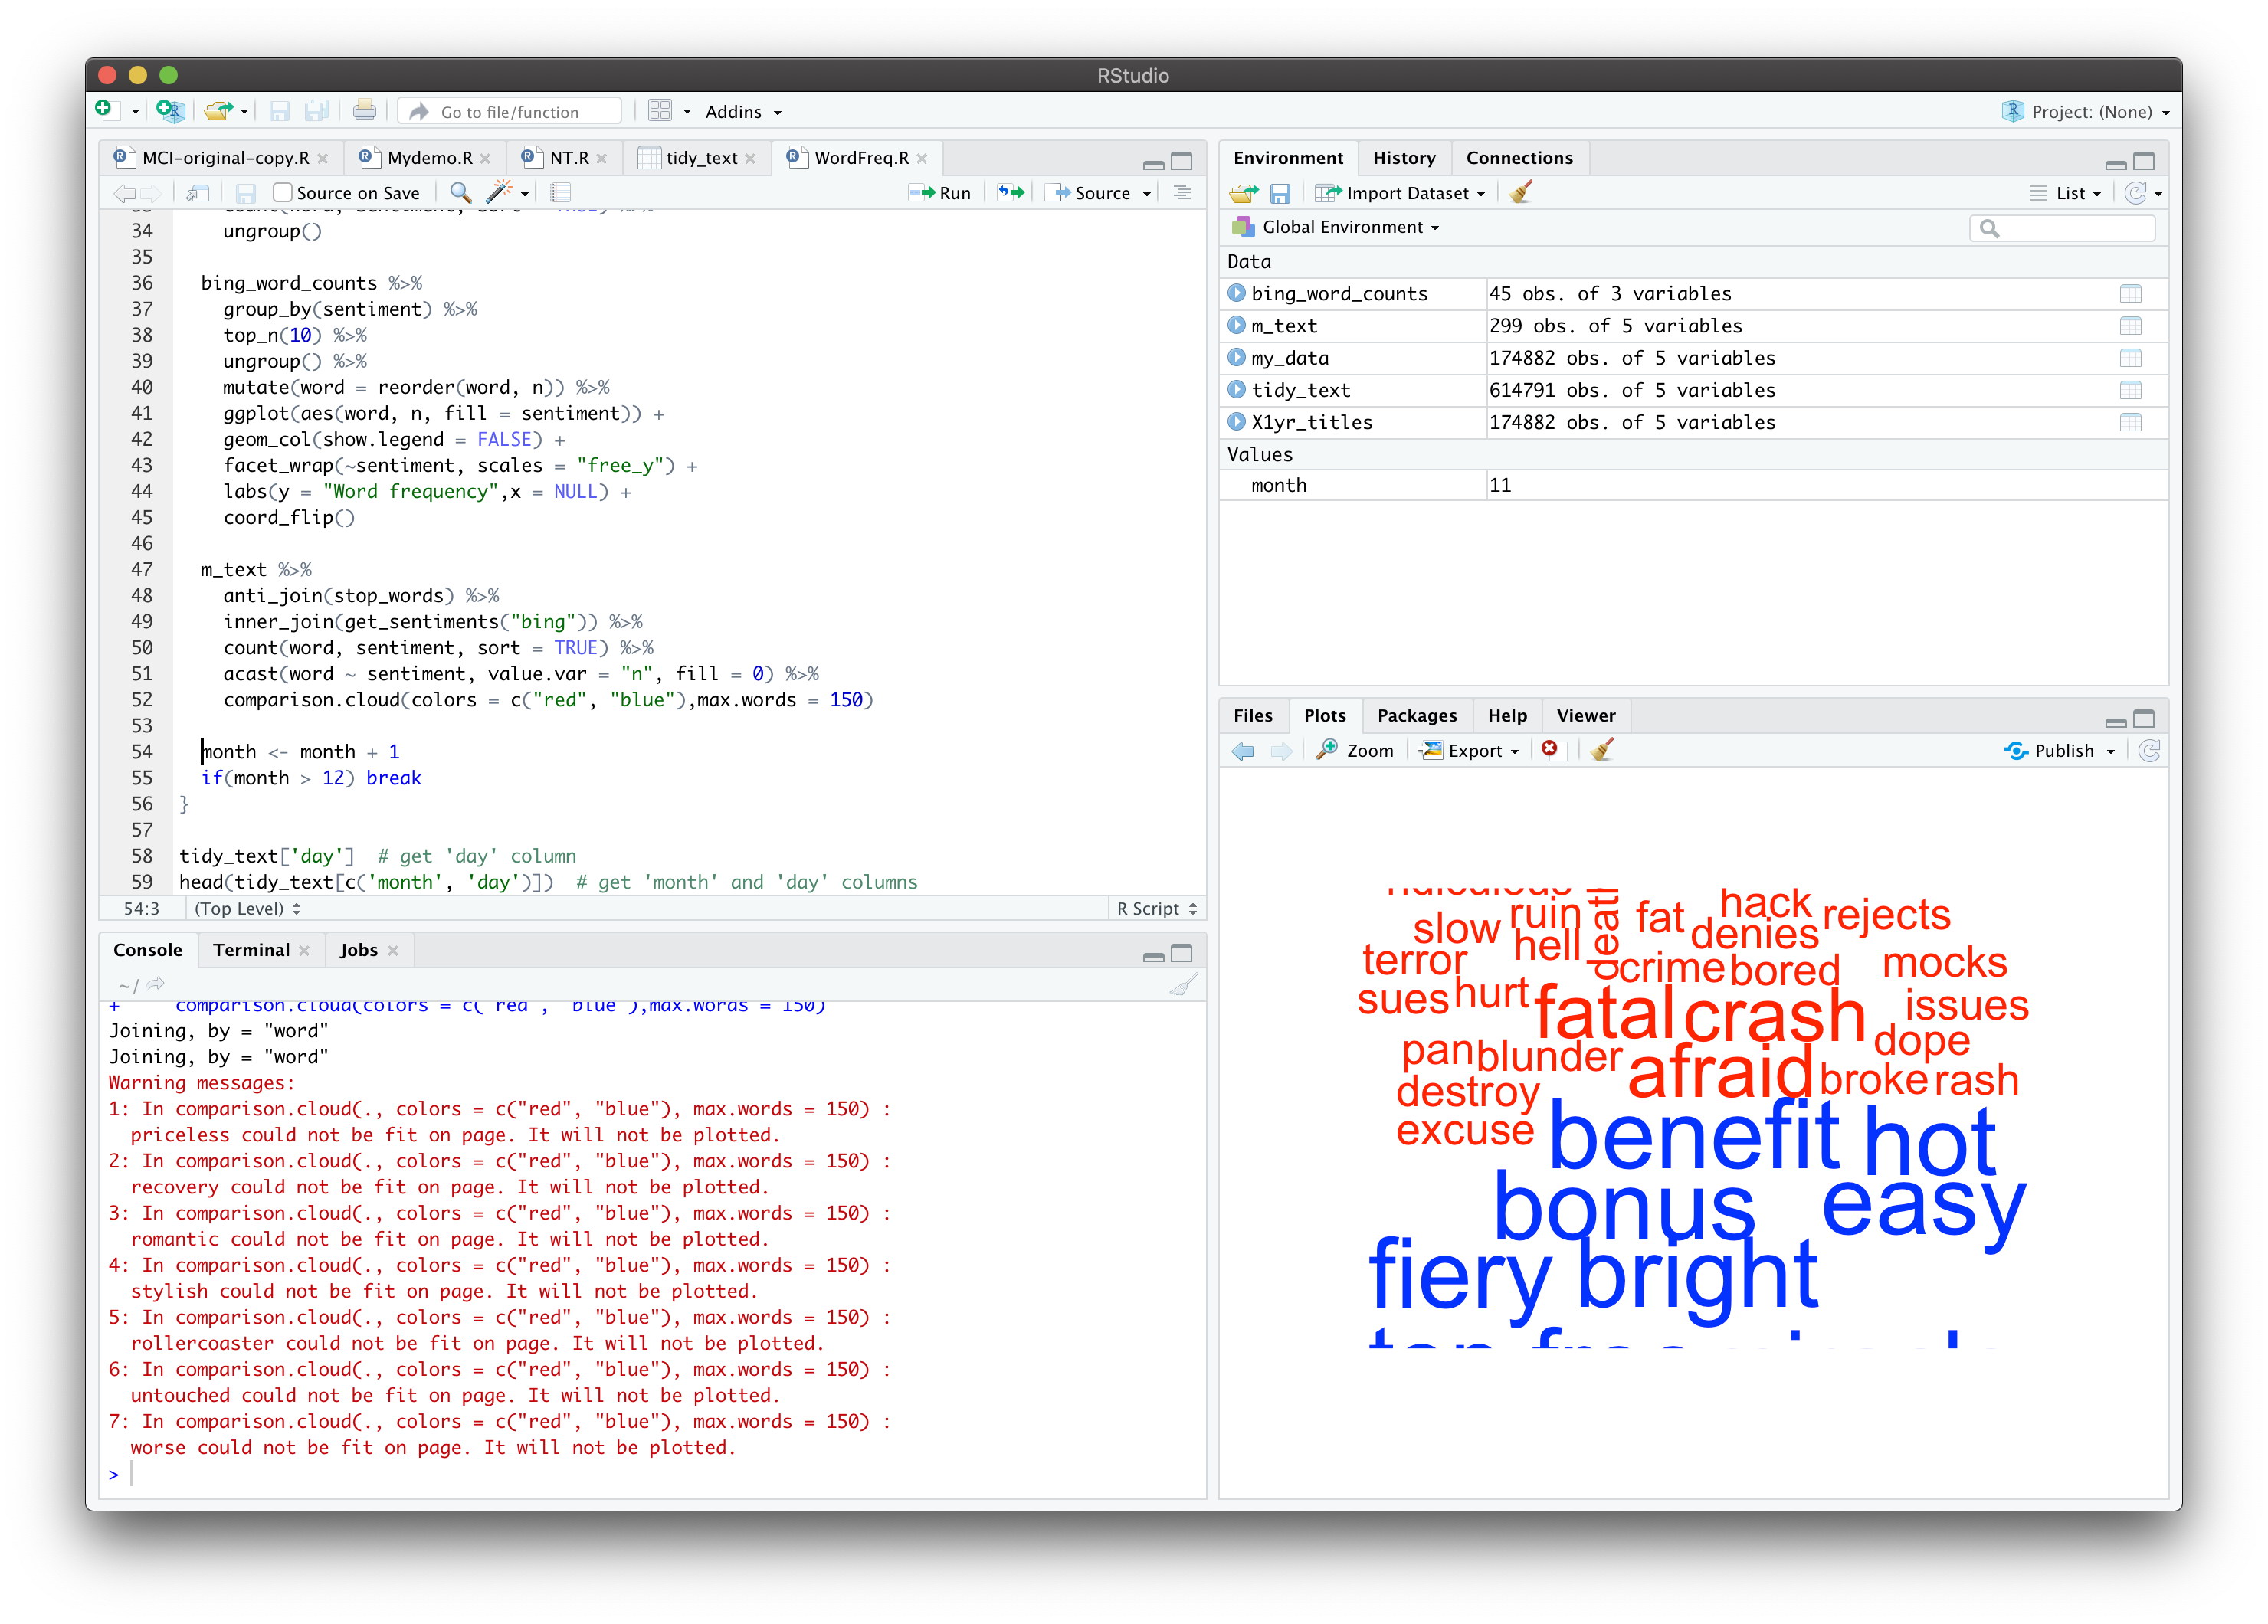 RStudio
Go to file/function
Addins
Project: (None)
MCI-original-copy.R
Mydemo.R
NT.R
tidy_text
WordFreq.R
Source on Save
Run
Source
34 ungroup()
35
36 bing_word_counts %>%
37 group_by(sentiment) %>%
38 top_n(10) %>%
39 ungroup() %>%
40 mutate(word = reorder(word, n)) %>%
41 ggplot(aes(word, n, fill = sentiment)) +
42 geom_col(show.legend = FALSE) +
43 facet_wrap(~sentiment, scales = "free_y") +
44 labs(y = "Word frequency",x = NULL) +
45 coord_flip()
46
47 m_text %>%
48 anti_join(stop_words) %>%
49 inner_join(get_sentiments("bing")) %>%
50 count(word, sentiment, sort = TRUE) %>%
51 acast(word ~ sentiment, value.var = "n", fill = 0) %>%
52 comparison.cloud(colors = c("red", "blue"),max.words = 150)
53
54 month <- month + 1
55 if(month > 12) break
56 }
57
58 tidy_text['day'] # get 'day' column
59 head(tidy_text[c('month', 'day')]) # get 'month' and 'day' columns
54:3
(Top Level)
R Script
Console
Terminal
Jobs
~/
+ comparison.cloud(colors = c("red", "blue"),max.words = 150)
Joining, by = "word"
Joining, by = "word"
Warning messages:
1: In comparison.cloud(., colors = c("red", "blue"), max.words = 150) :
priceless could not be fit on page. It will not be plotted.
2: In comparison.cloud(., colors = c("red", "blue"), max.words = 150) :
recovery could not be fit on page. It will not be plotted.
3: In comparison.cloud(., colors = c("red", "blue"), max.words = 150) :
romantic could not be fit on page. It will not be plotted.
4: In comparison.cloud(., colors = c("red", "blue"), max.words = 150) :
stylish could not be fit on page. It will not be plotted.
5: In comparison.cloud(., colors = c("red", "blue"), max.words = 150) :
rollercoaster could not be fit on page. It will not be plotted.
6: In comparison.cloud(., colors = c("red", "blue"), max.words = 150) :
untouched could not be fit on page. It will not be plotted.
7: In comparison.cloud(., colors = c("red", "blue"), max.words = 150) :
worse could not be fit on page. It will not be plotted.
>
Environment
History
Connections
Import Dataset
List
Global Environment
Data
bing_word_counts 45 obs. of 3 variables
m_text 299 obs. of 5 variables
my_data 174882 obs. of 5 variables
tidy_text 614791 obs. of 5 variables
X1yr_titles 174882 obs. of 5 variables
Values
month 11
Files
Plots
Packages
Help
Viewer
Zoom
Export
Publish
ridiculous
death
hack
slow
ruin
fat
rejects
hell
denies
terror
crime
bored
mocks
sues
hurt
fatal
crash
issues
dope
pan
blunder
afraid
broke
rash
destroy
excuse
benefit
hot
bonus
easy
fiery
bright